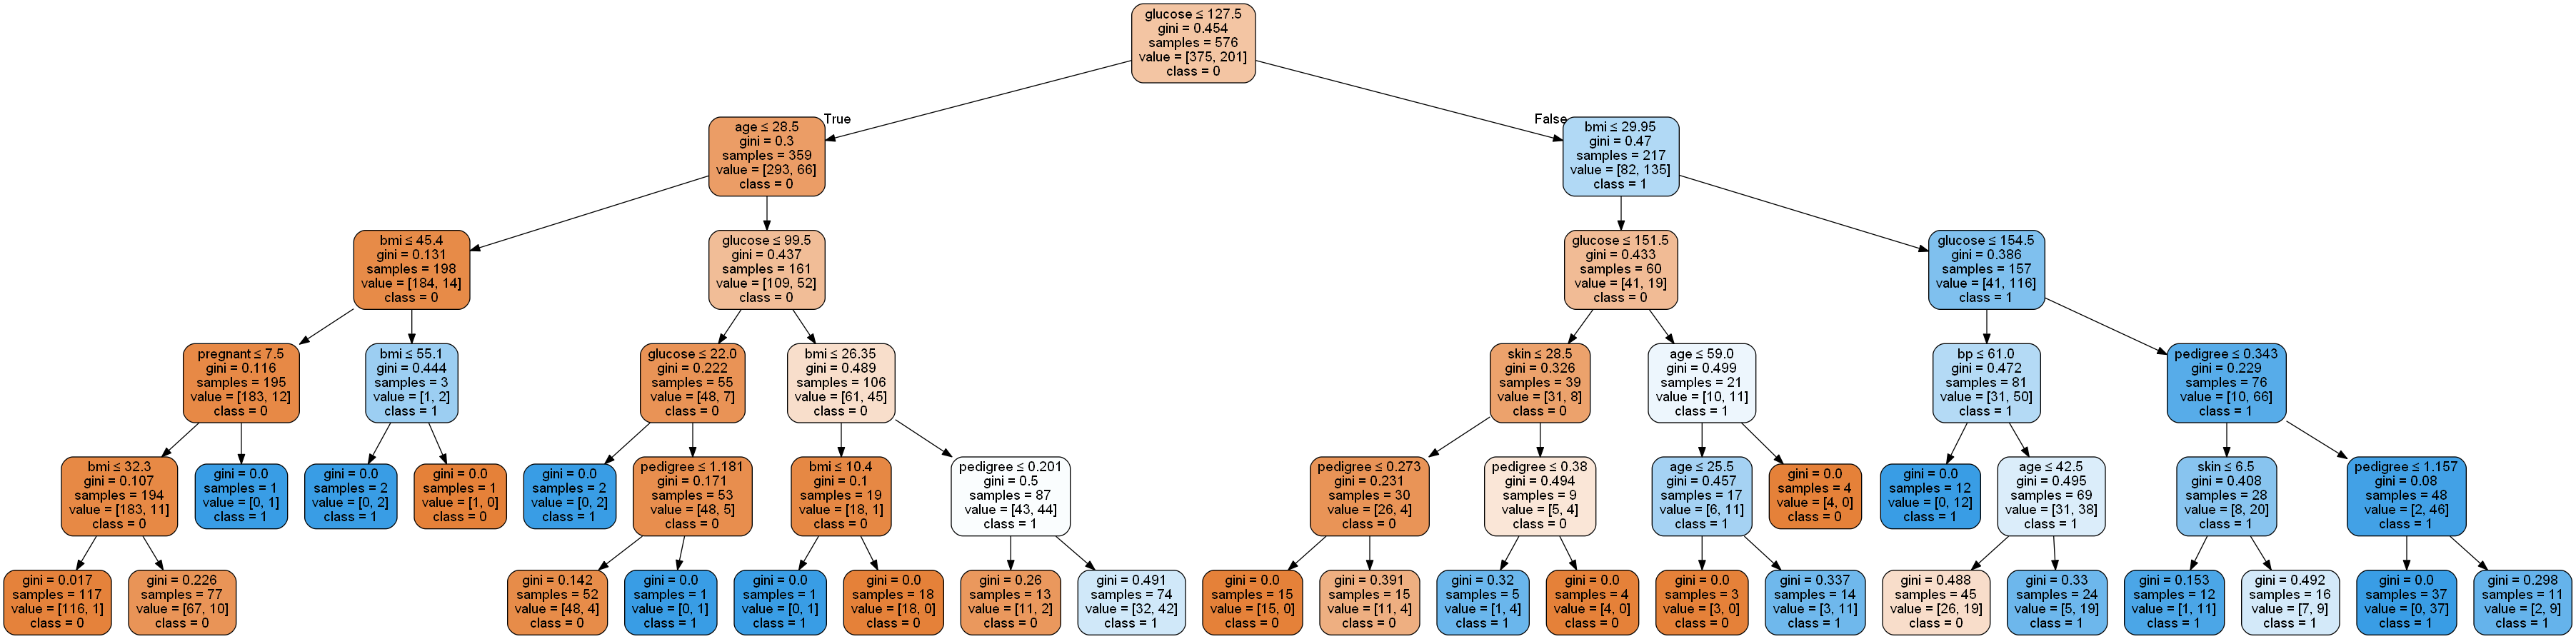 glucose ≤ 127.5
gini = 0.454
samples = 576
value = [375, 201]
class = 0
True
False
age ≤ 28.5
gini = 0.3
samples = 359
value = [293, 66]
class = 0
bmi ≤ 29.95
gini = 0.47
samples = 217
value = [82, 135]
class = 1
bmi ≤ 45.4
gini = 0.131
samples = 198
value = [184, 14]
class = 0
glucose ≤ 99.5
gini = 0.437
samples = 161
value = [109, 52]
class = 0
glucose ≤ 151.5
gini = 0.433
samples = 60
value = [41, 19]
class = 0
glucose ≤ 154.5
gini = 0.386
samples = 157
value = [41, 116]
class = 1
pregnant ≤ 7.5
gini = 0.116
samples = 195
value = [183, 12]
class = 0
bmi ≤ 55.1
gini = 0.444
samples = 3
value = [1, 2]
class = 1
glucose ≤ 22.0
gini = 0.222
samples = 55
value = [48, 7]
class = 0
bmi ≤ 26.35
gini = 0.489
samples = 106
value = [61, 45]
class = 0
skin ≤ 28.5
gini = 0.326
samples = 39
value = [31, 8]
class = 0
age ≤ 59.0
gini = 0.499
samples = 21
value = [10, 11]
class = 1
bp ≤ 61.0
gini = 0.472
samples = 81
value = [31, 50]
class = 1
pedigree ≤ 0.343
gini = 0.229
samples = 76
value = [10, 66]
class = 1
bmi ≤ 32.3
gini = 0.107
samples = 194
value = [183, 11]
class = 0
gini = 0.0
samples = 1
value = [0, 1]
class = 1
gini = 0.0
samples = 2
value = [0, 2]
class = 1
gini = 0.0
samples = 1
value = [1, 0]
class = 0
gini = 0.0
samples = 2
value = [0, 2]
class = 1
pedigree ≤ 1.181
gini = 0.171
samples = 53
value = [48, 5]
class = 0
bmi ≤ 10.4
gini = 0.1
samples = 19
value = [18, 1]
class = 0
pedigree ≤ 0.201
gini = 0.5
samples = 87
value = [43, 44]
class = 1
pedigree ≤ 0.273
gini = 0.231
samples = 30
value = [26, 4]
class = 0
pedigree ≤ 0.38
gini = 0.494
samples = 9
value = [5, 4]
class = 0
age ≤ 25.5
gini = 0.457
samples = 17
value = [6, 11]
class = 1
gini = 0.0
samples = 4
value = [4, 0]
class = 0
gini = 0.0
samples = 12
value = [0, 12]
class = 1
age ≤ 42.5
gini = 0.495
samples = 69
value = [31, 38]
class = 1
skin ≤ 6.5
gini = 0.408
samples = 28
value = [8, 20]
class = 1
pedigree ≤ 1.157
gini = 0.08
samples = 48
value = [2, 46]
class = 1
gini = 0.017
samples = 117
value = [116, 1]
class = 0
gini = 0.226
samples = 77
value = [67, 10]
class = 0
gini = 0.142
samples = 52
value = [48, 4]
class = 0
gini = 0.0
samples = 1
value = [0, 1]
class = 1
gini = 0.0
samples = 1
value = [0, 1]
class = 1
gini = 0.0
samples = 18
value = [18, 0]
class = 0
gini = 0.26
samples = 13
value = [11, 2]
class = 0
gini = 0.491
samples = 74
value = [32, 42]
class = 1
gini = 0.0
samples = 15
value = [15, 0]
class = 0
gini = 0.391
samples = 15
value = [11, 4]
class = 0
gini = 0.32
samples = 5
value = [1, 4]
class = 1
gini = 0.0
samples = 4
value = [4, 0]
class = 0
gini = 0.0
samples = 3
value = [3, 0]
class = 0
gini = 0.337
samples = 14
value = [3, 11]
class = 1
gini = 0.488
samples = 45
value = [26, 19]
class = 0
gini = 0.33
samples = 24
value = [5, 19]
class = 1
gini = 0.153
samples = 12
value = [1, 11]
class = 1
gini = 0.492
samples = 16
value = [7, 9]
class = 1
gini = 0.0
samples = 37
value = [0, 37]
class = 1
gini = 0.298
samples = 11
value = [2, 9]
class = 1